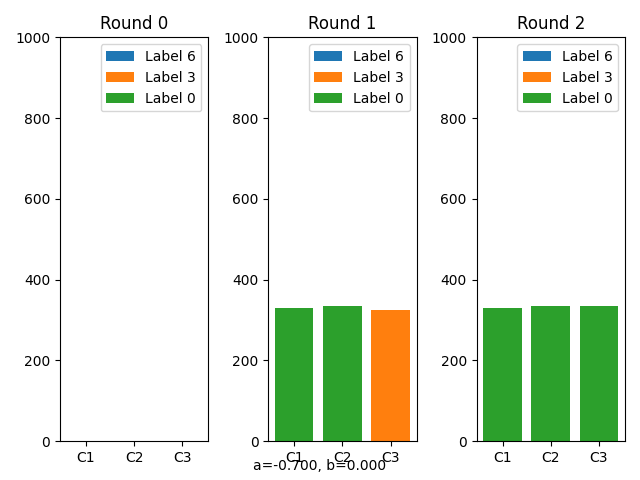 Round 0
1000
800
600
400
200
0
Label 6
Label 3
Label 0
C1 C2 C3
Round 1
1000
800
600
400
200
0
Label 6
Label 3
Label 0
C1 C2 C3
Round 2
1000
800
600
400
200
0
Label 6
Label 3
Label 0
C1 C2 C3
a=-0.700, b=0.000